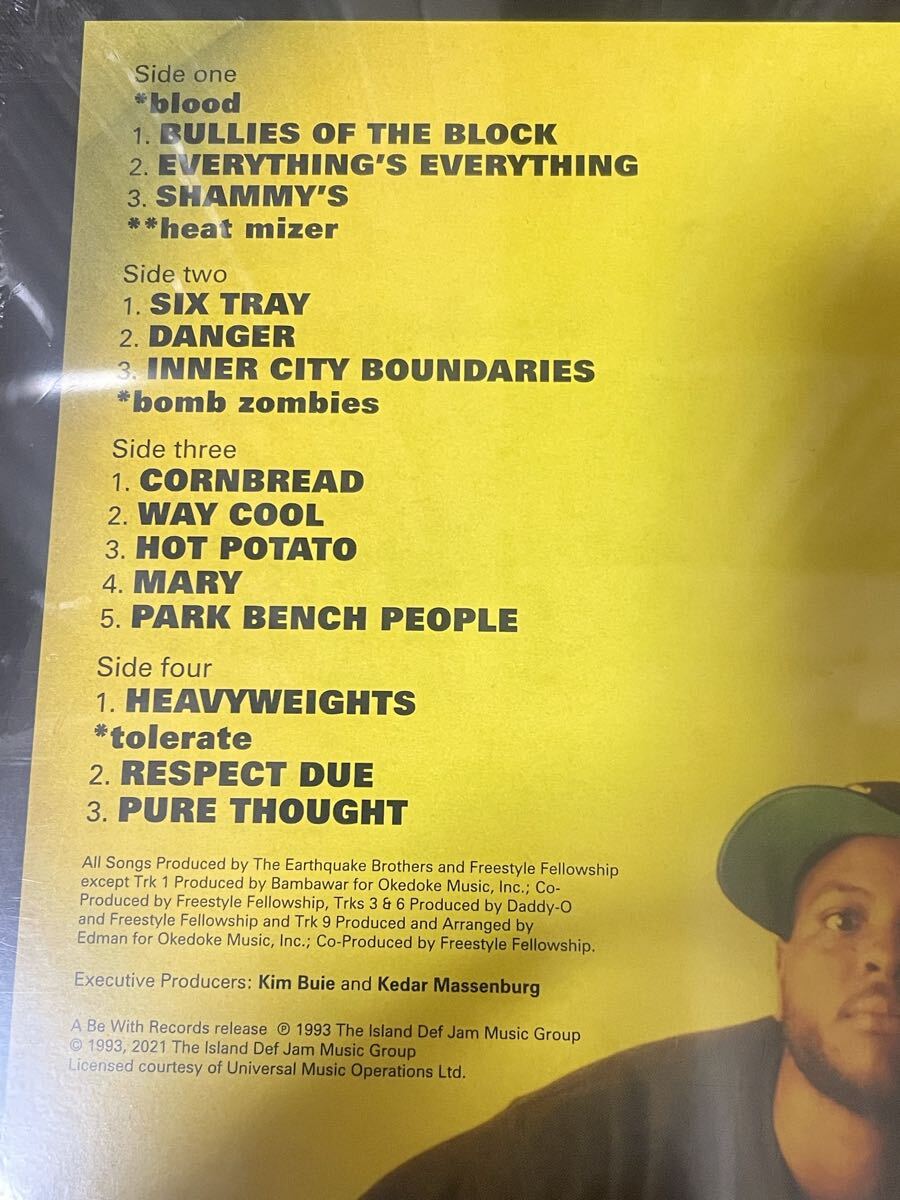 Side one
*blood
1. BULLIES OF THE BLOCK
2. EVERYTHING'S EVERYTHING
3. SHAMMY'S
**heat mizer
Side two
1. SIX TRAY
2. DANGER
3. INNER CITY BOUNDARIES
*bomb zombies
Side three
1. CORNBREAD
2. WAY COOL
3. HOT POTATO
4. MARY
5. PARK BENCH PEOPLE
Side four
1. HEAVYWEIGHTS
*tolerate
2. RESPECT DUE
3. PURE THOUGHT
All Songs Produced by The Earthquake Brothers and Freestyle Fellowship
except Trk 1 Produced by Bambawar for Okedoke Music, Inc.; Co-
Produced by Freestyle Fellowship, Trks 3 & 6 Produced by Daddy-O
and Freestyle Fellowship and Trk 9 Produced and Arranged by
Edman for Okedoke Music, Inc.; Co-Produced by Freestyle Fellowship.
Executive Producers: Kim Buie and Kedar Massenburg
A Be With Records release ℗ 1993 The Island Def Jam Music Group
© 1993, 2021 The Island Def Jam Music Group
Licensed courtesy of Universal Music Operations Ltd.